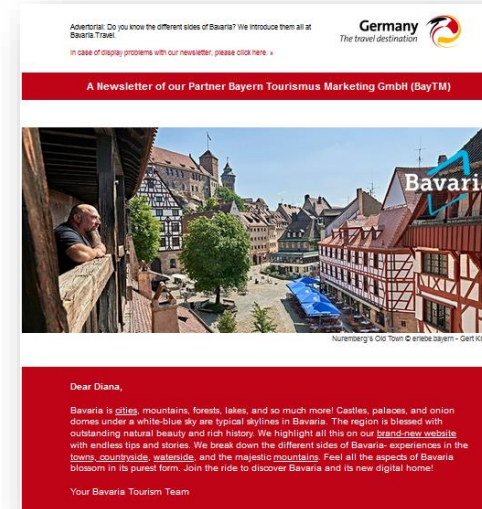 Advertorial: Do you know the different sides of Bavaria? We introduce them all at
Bavaria.Travel.
In case of display problems with our newsletter, please click here. »
Germany
The travel destination
A Newsletter of our Partner Bayern Tourismus Marketing GmbH (BayTM)
Bavaria
Nuremberg's Old Town © erlebe.bayern - Gert
Dear Diana,
Bavaria is cities, mountains, forests, lakes, and so much more! Castles, palaces, and onion
domes under a white-blue sky are typical skylines in Bavaria. The region is blessed with
outstanding natural beauty and rich history. We highlight all this on our brand-new website
with endless tips and stories. We break down the different sides of Bavaria- experiences in the
towns, countryside, waterside, and the majestic mountains. Feel all the aspects of Bavaria
blossom in its purest form. Join the ride to discover Bavaria and its new digital home!
Your Bavaria Tourism Team